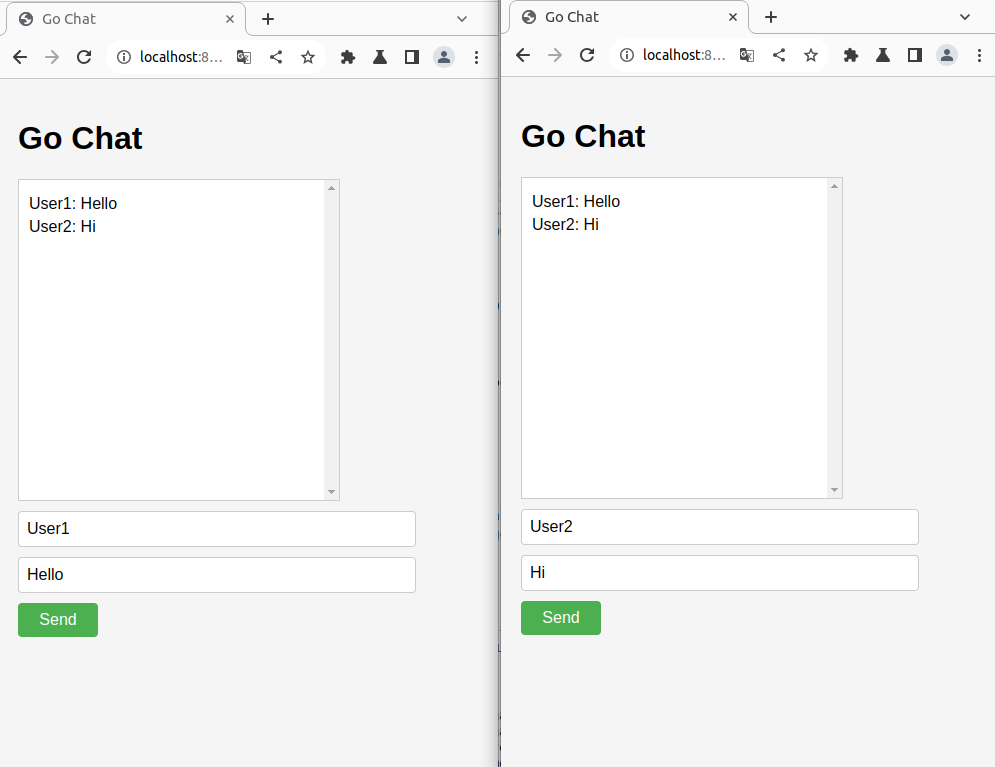 Go Chat
localhost:8…
Go Chat
User1: Hello
User2: Hi
User1
Hello
Send
Go Chat
localhost:8…
Go Chat
User1: Hello
User2: Hi
User2
Hi
Send